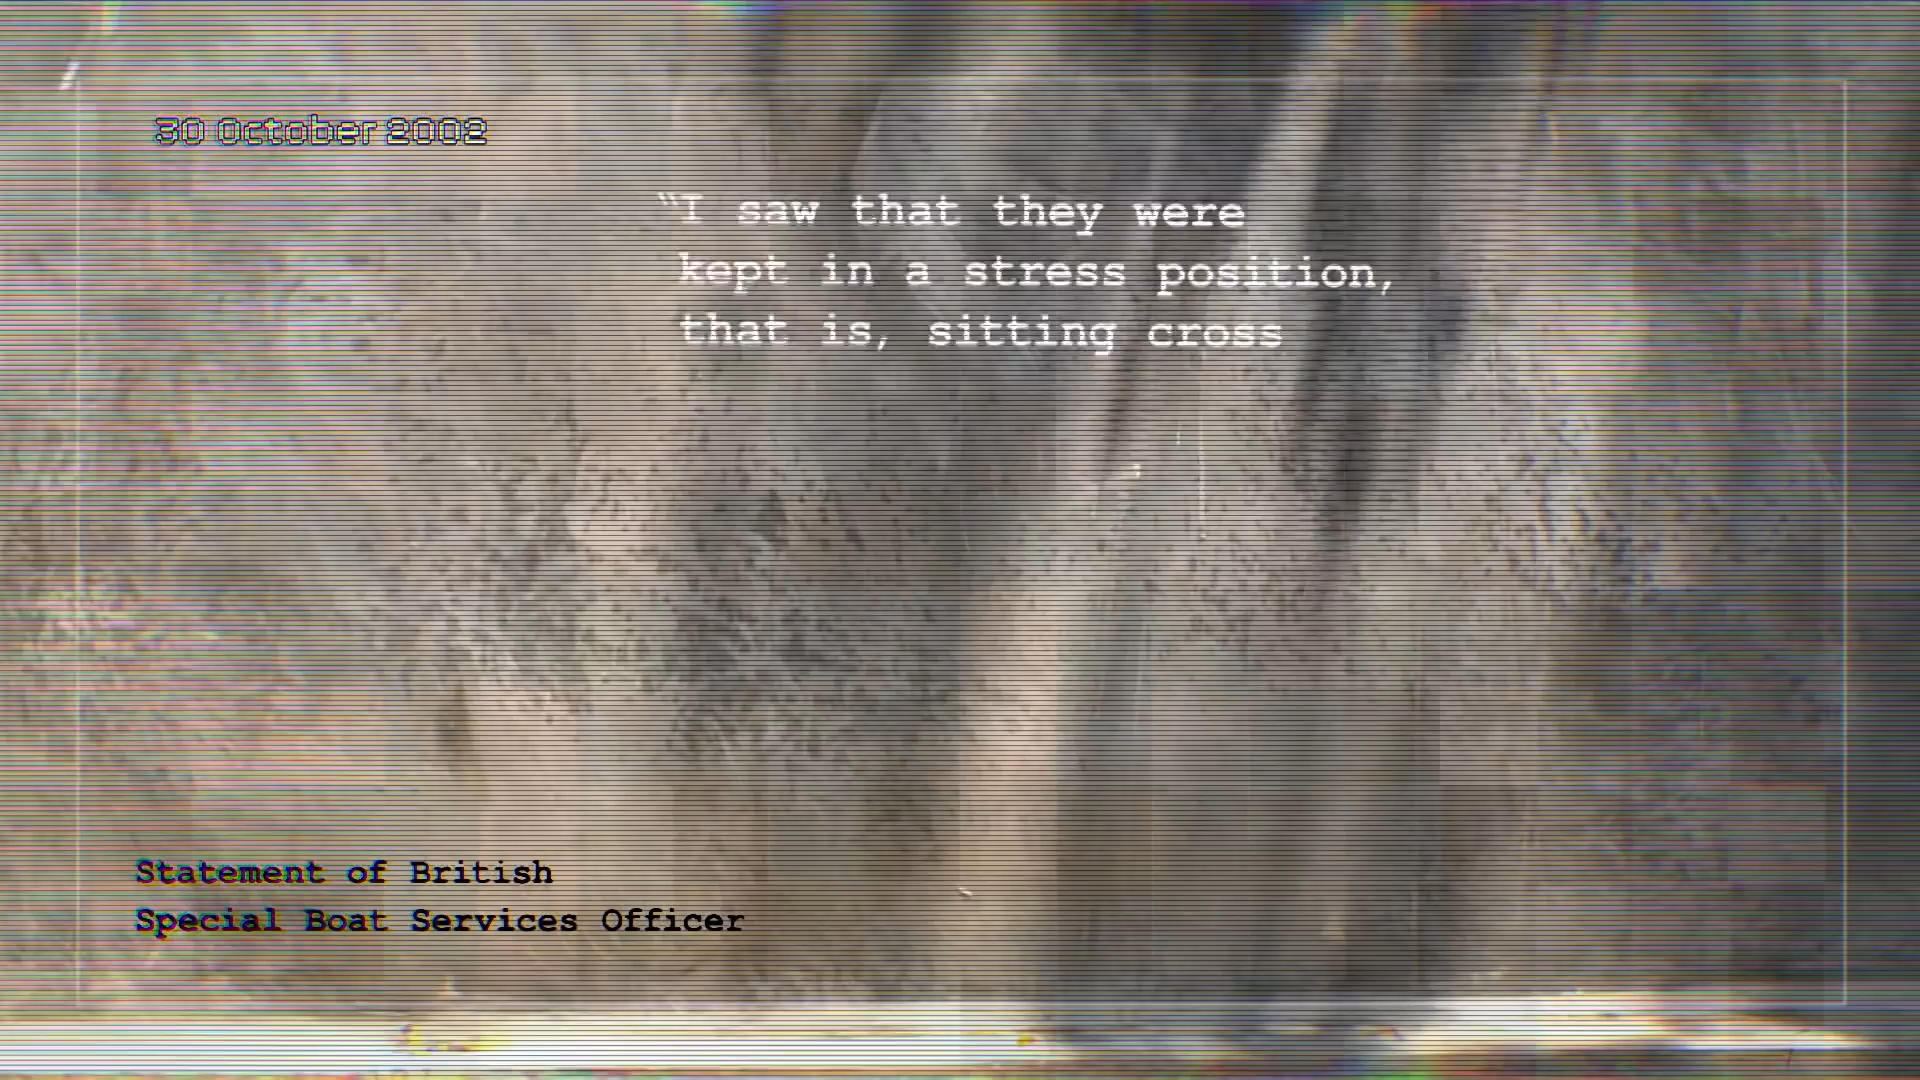 30 October 2002
“I saw that they were
kept in a stress position,
that is, sitting cross
Statement of British
Special Boat Services Officer